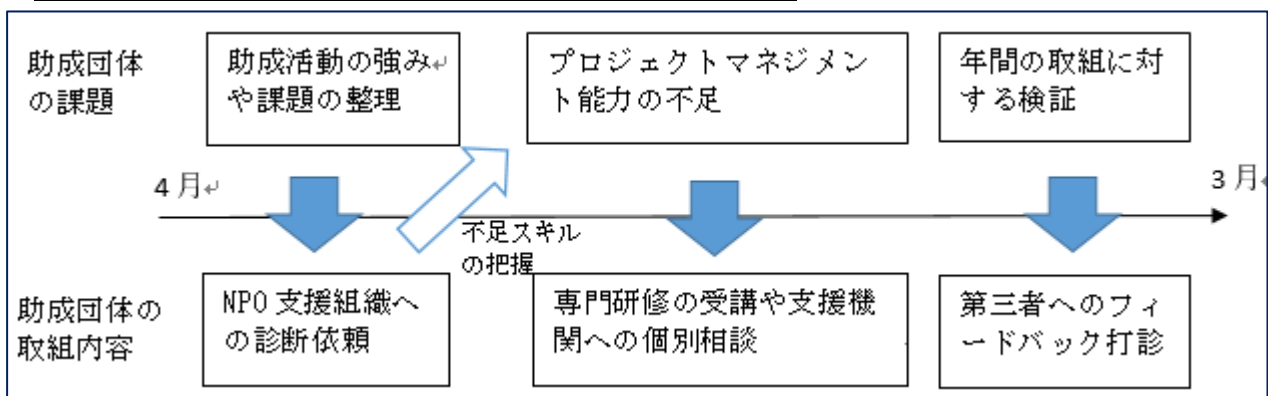 助成団体
の課題
助成活動の強み↵
や課題の整理
プロジェクトマネジメン
ト能力の不足
年間の取組に対
する検証
4月↵
3月↵
不足スキル
の把握
助成団体の
取組内容
NPO支援組織へ
の診断依頼
専門研修の受講や支援機
関への個別相談
第三者へのフィ
ードバック打診